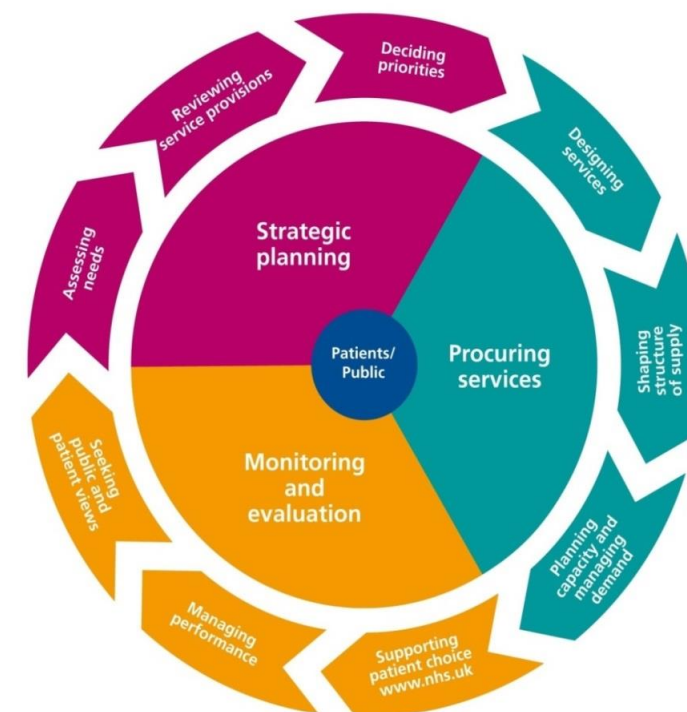 Deciding
priorities
Designing
services
Shaping
structure
of supply
Planning
capacity and
managing
demand
Supporting
patient choice
www.nhs.uk
Managing
performance
Seeking
public and
patient views
Assessing
needs
Reviewing
service provisions
Strategic
planning
Procuring
services
Monitoring
and
evaluation
Patients/
Public